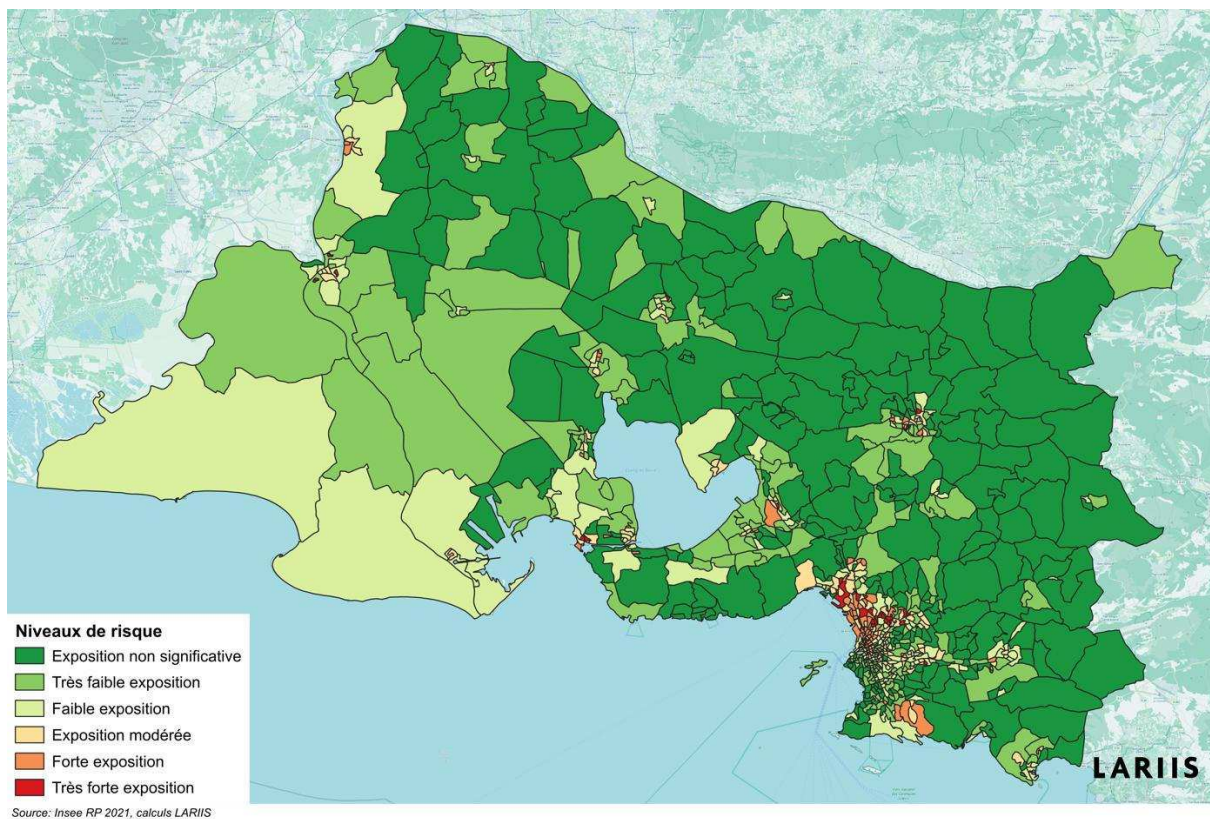 Niveaux de risque
Exposition non significative
Très faible exposition
Faible exposition
Exposition modérée
Forte exposition
Très forte exposition
LARIIS
Source: Insee RP 2021, calculs LARIIS